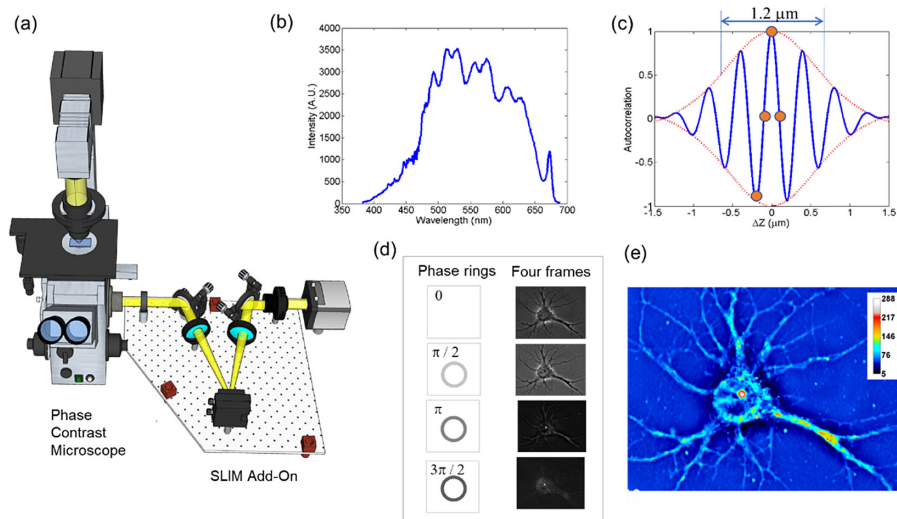 (a)
Phase
Contrast
Microscope
SLIM Add-On
(b)
Intensity (A.U.)
4000
3500
3000
2500
2000
1500
1000
500
0
350 400 450 500 550 600 650 700
Wavelength (nm)
(c)
1.2 μm
Autocorrelation
1
0.5
0
-0.5
-1
-1.5 -1 -0.5 0 0.5 1 1.5
ΔZ (μm)
(d)
Phase rings Four frames
0
π / 2
π
3π / 2
(e)
288
217
146
76
5